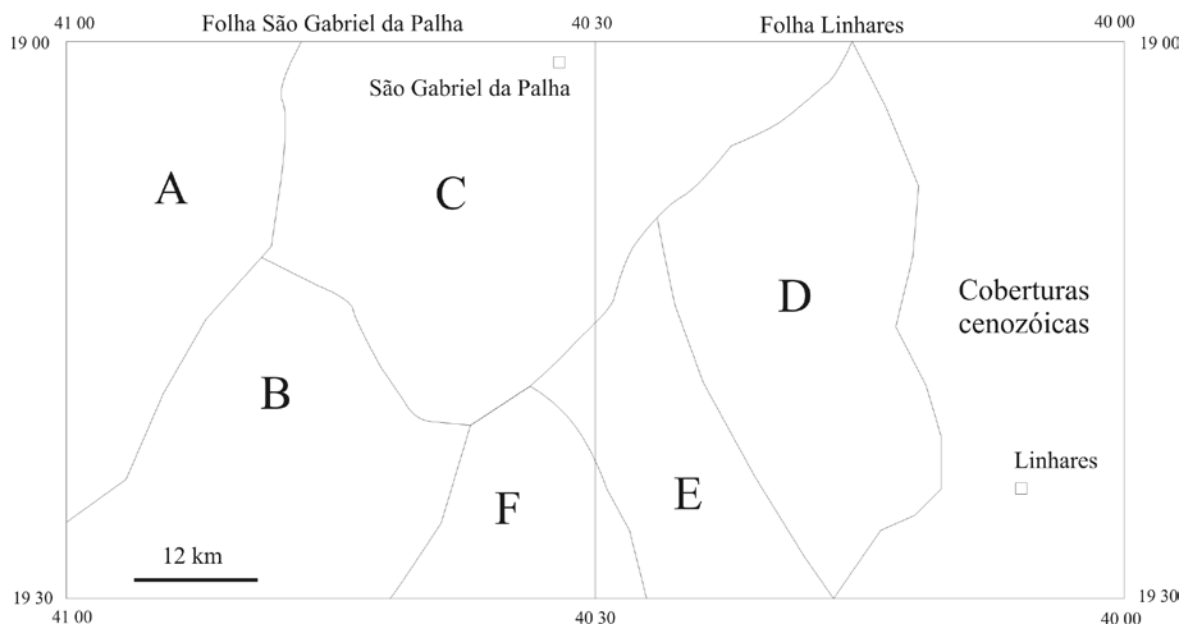 41 00 Folha São Gabriel da Palha 40 30 Folha Linhares 40 00
19 00 19 00
São Gabriel da Palha
A
C
D
Coberturas
cenozóicas
B
Linhares
E
F
12 km
19 30 19 30
41 00 40 30 40 00